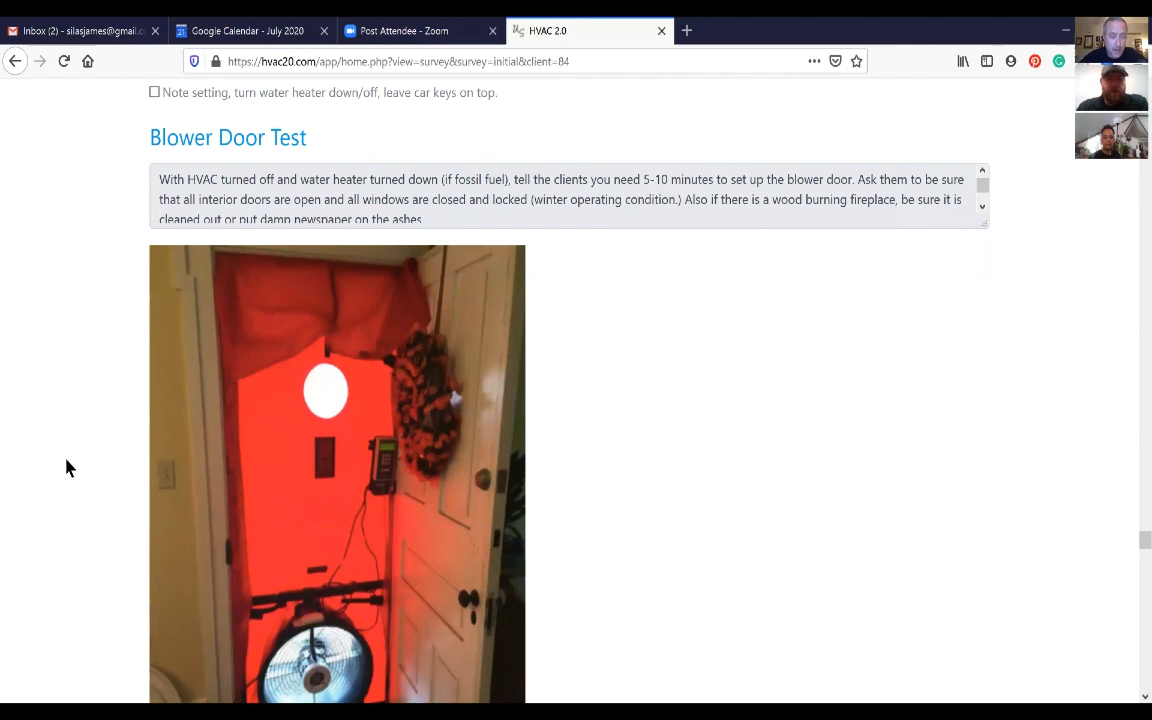 Inbox (2) - silasjames@gmail.c
Google Calendar - July 2020
Post Attendee - Zoom
HVAC 2.0
https://hvac20.com/app/home.php?view=survey&survey=initial&client=84
Note setting, turn water heater down/off, leave car keys on top.
Blower Door Test
With HVAC turned off and water heater turned down (if fossil fuel), tell the clients you need 5-10 minutes to set up the blower door. Ask them to be sure
that all interior doors are open and all windows are closed and locked (winter operating condition.) Also if there is a wood burning fireplace, be sure it is
cleaned out or put damp newspaper on the ashes.